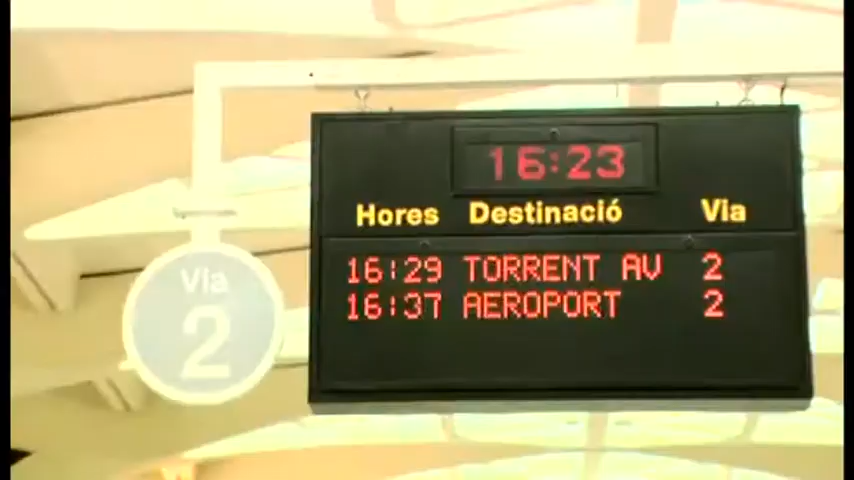 16:23
Hores Destinació Via
16:29 TORRENT AV 2
16:37 AEROPORT 2
Via
2